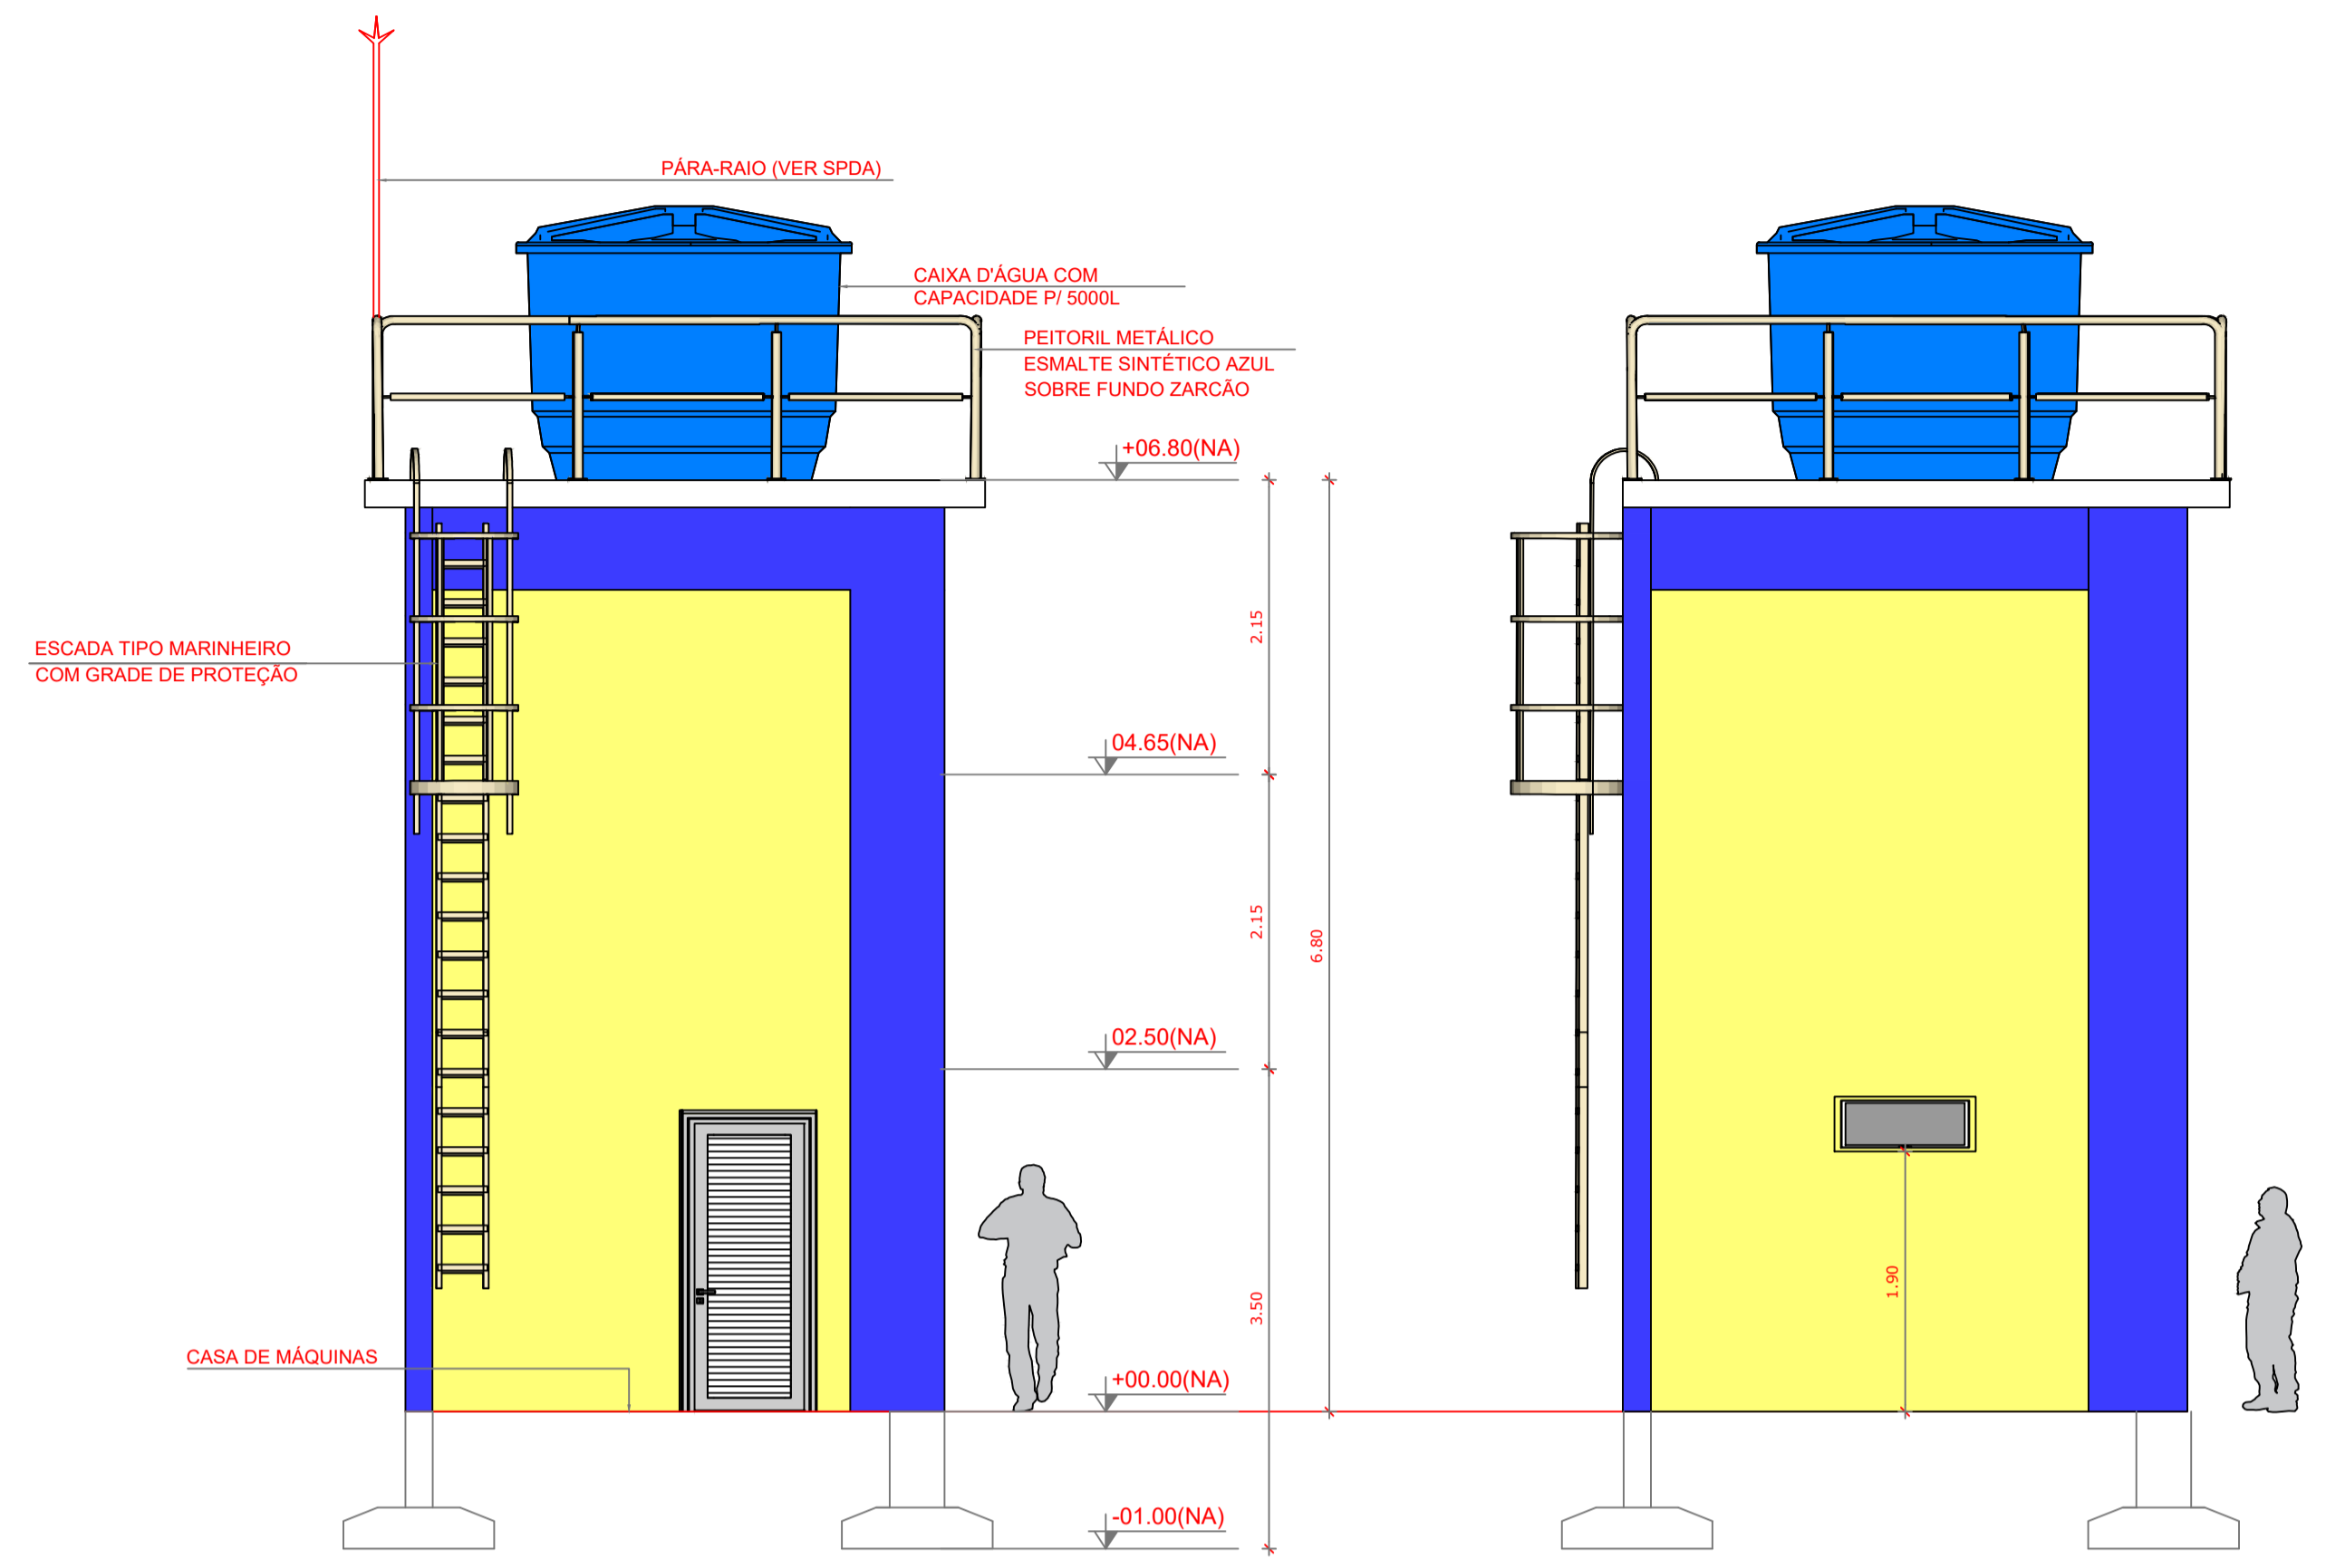 PÁRA-RAIO (VER SPDA)
CAIXA D'ÁGUA COM
CAPACIDADE P/ 5000L
PEITORIL METÁLICO
ESMALTE SINTÉTICO AZUL
SOBRE FUNDO ZARCÃO
+06.80(NA)
2.15
ESCADA TIPO MARINHEIRO
COM GRADE DE PROTEÇÃO
04.65(NA)
2.15
6.80
02.50(NA)
1.90
3.50
CASA DE MÁQUINAS
+00.00(NA)
-01.00(NA)